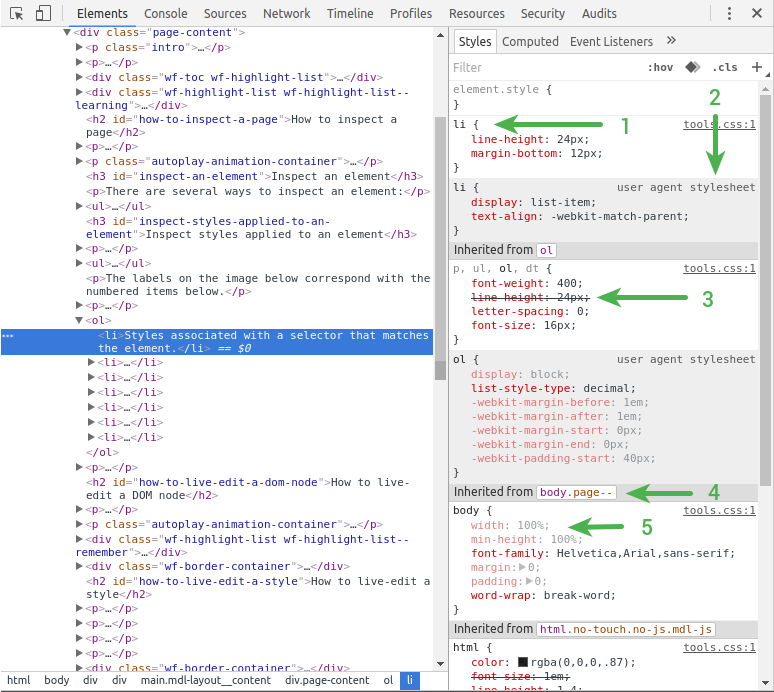 Elements Console Sources Network Timeline Profiles Resources Security Audits
<div class="page-content">
<p class="intro">…</p>
<p>…</p>
<div class="wf-toc wf-highlight-list">…</div>
<div class="wf-highlight-list wf-highlight-list--
learning">…</div>
<h2 id="how-to-inspect-a-page">How to inspect a
page</h2>
<p>…</p>
<p class="autoplay-animation-container">…</p>
<h3 id="inspect-an-element">Inspect an element</h3>
<p>There are several ways to inspect an element:</p>
<ul>…</ul>
<h3 id="inspect-styles-applied-to-an-
element">Inspect styles applied to an element</h3>
<p>…</p>
<ul>…</ul>
<p>The labels on the image below correspond with the
numbered items below.</p>
<p>…</p>
<ol>
… <li>Styles associated with a selector that matches
the element.</li> == $0
<li>…</li>
<li>…</li>
<li>…</li>
<li>…</li>
<li>…</li>
<li>…</li>
</ol>
<p>…</p>
<h2 id="how-to-live-edit-a-dom-node">How to live-
edit a DOM node</h2>
<p>…</p>
<p class="autoplay-animation-container">…</p>
<div class="wf-highlight-list wf-highlight-list--
remember">…</div>
<div class="wf-border-container">…</div>
<h2 id="how-to-live-edit-a-style">How to live-edit a
style</h2>
<p>…</p>
<p>…</p>
<p>…</p>
<p>…</p>
<div class="wf-border-container">…</div>
html body div div main.mdl-layout__content div.page-content ol li
Styles Computed Event Listeners »
Filter :hov .cls +
element.style {
}
2
li { 1 tools.css:1
line-height: 24px;
margin-bottom: 12px;
}
li { user agent stylesheet
display: list-item;
text-align: -webkit-match-parent;
}
Inherited from ol
p, ul, ol, dt { tools.css:1
font-weight: 400;
line-height: 24px; 3
letter-spacing: 0;
font-size: 16px;
}
ol { user agent stylesheet
display: block;
list-style-type: decimal;
-webkit-margin-before: 1em;
-webkit-margin-after: 1em;
-webkit-margin-start: 0px;
-webkit-margin-end: 0px;
-webkit-padding-start: 40px;
}
Inherited from body.page-- 4
body { tools.css:1
width: 100%; 5
min-height: 100%;
font-family: Helvetica,Arial,sans-serif;
margin: 0;
padding: 0;
word-wrap: break-word;
}
Inherited from html.no-touch.no-js.mdl-js
html { tools.css:1
color: rgba(0,0,0,.87);
font-size: 1em;
line-height: 1.4;